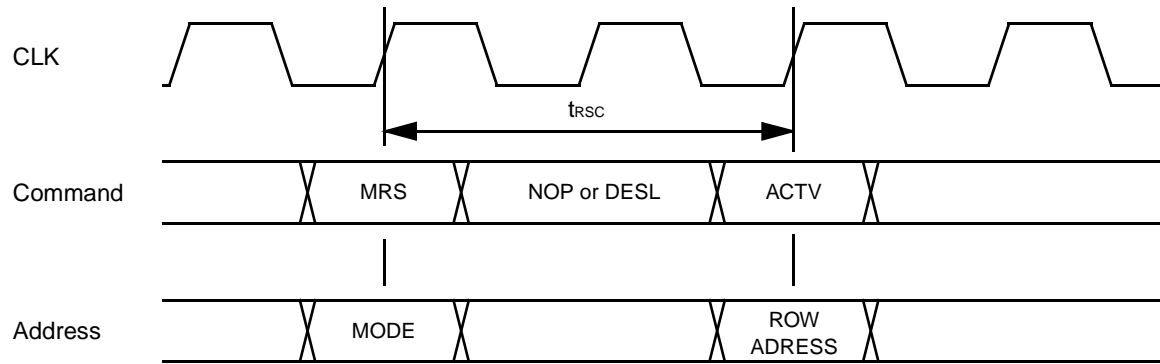 CLK
tRSC
Command
MRS
NOP or DESL
ACTV
Address
MODE
ROW
ADRESS